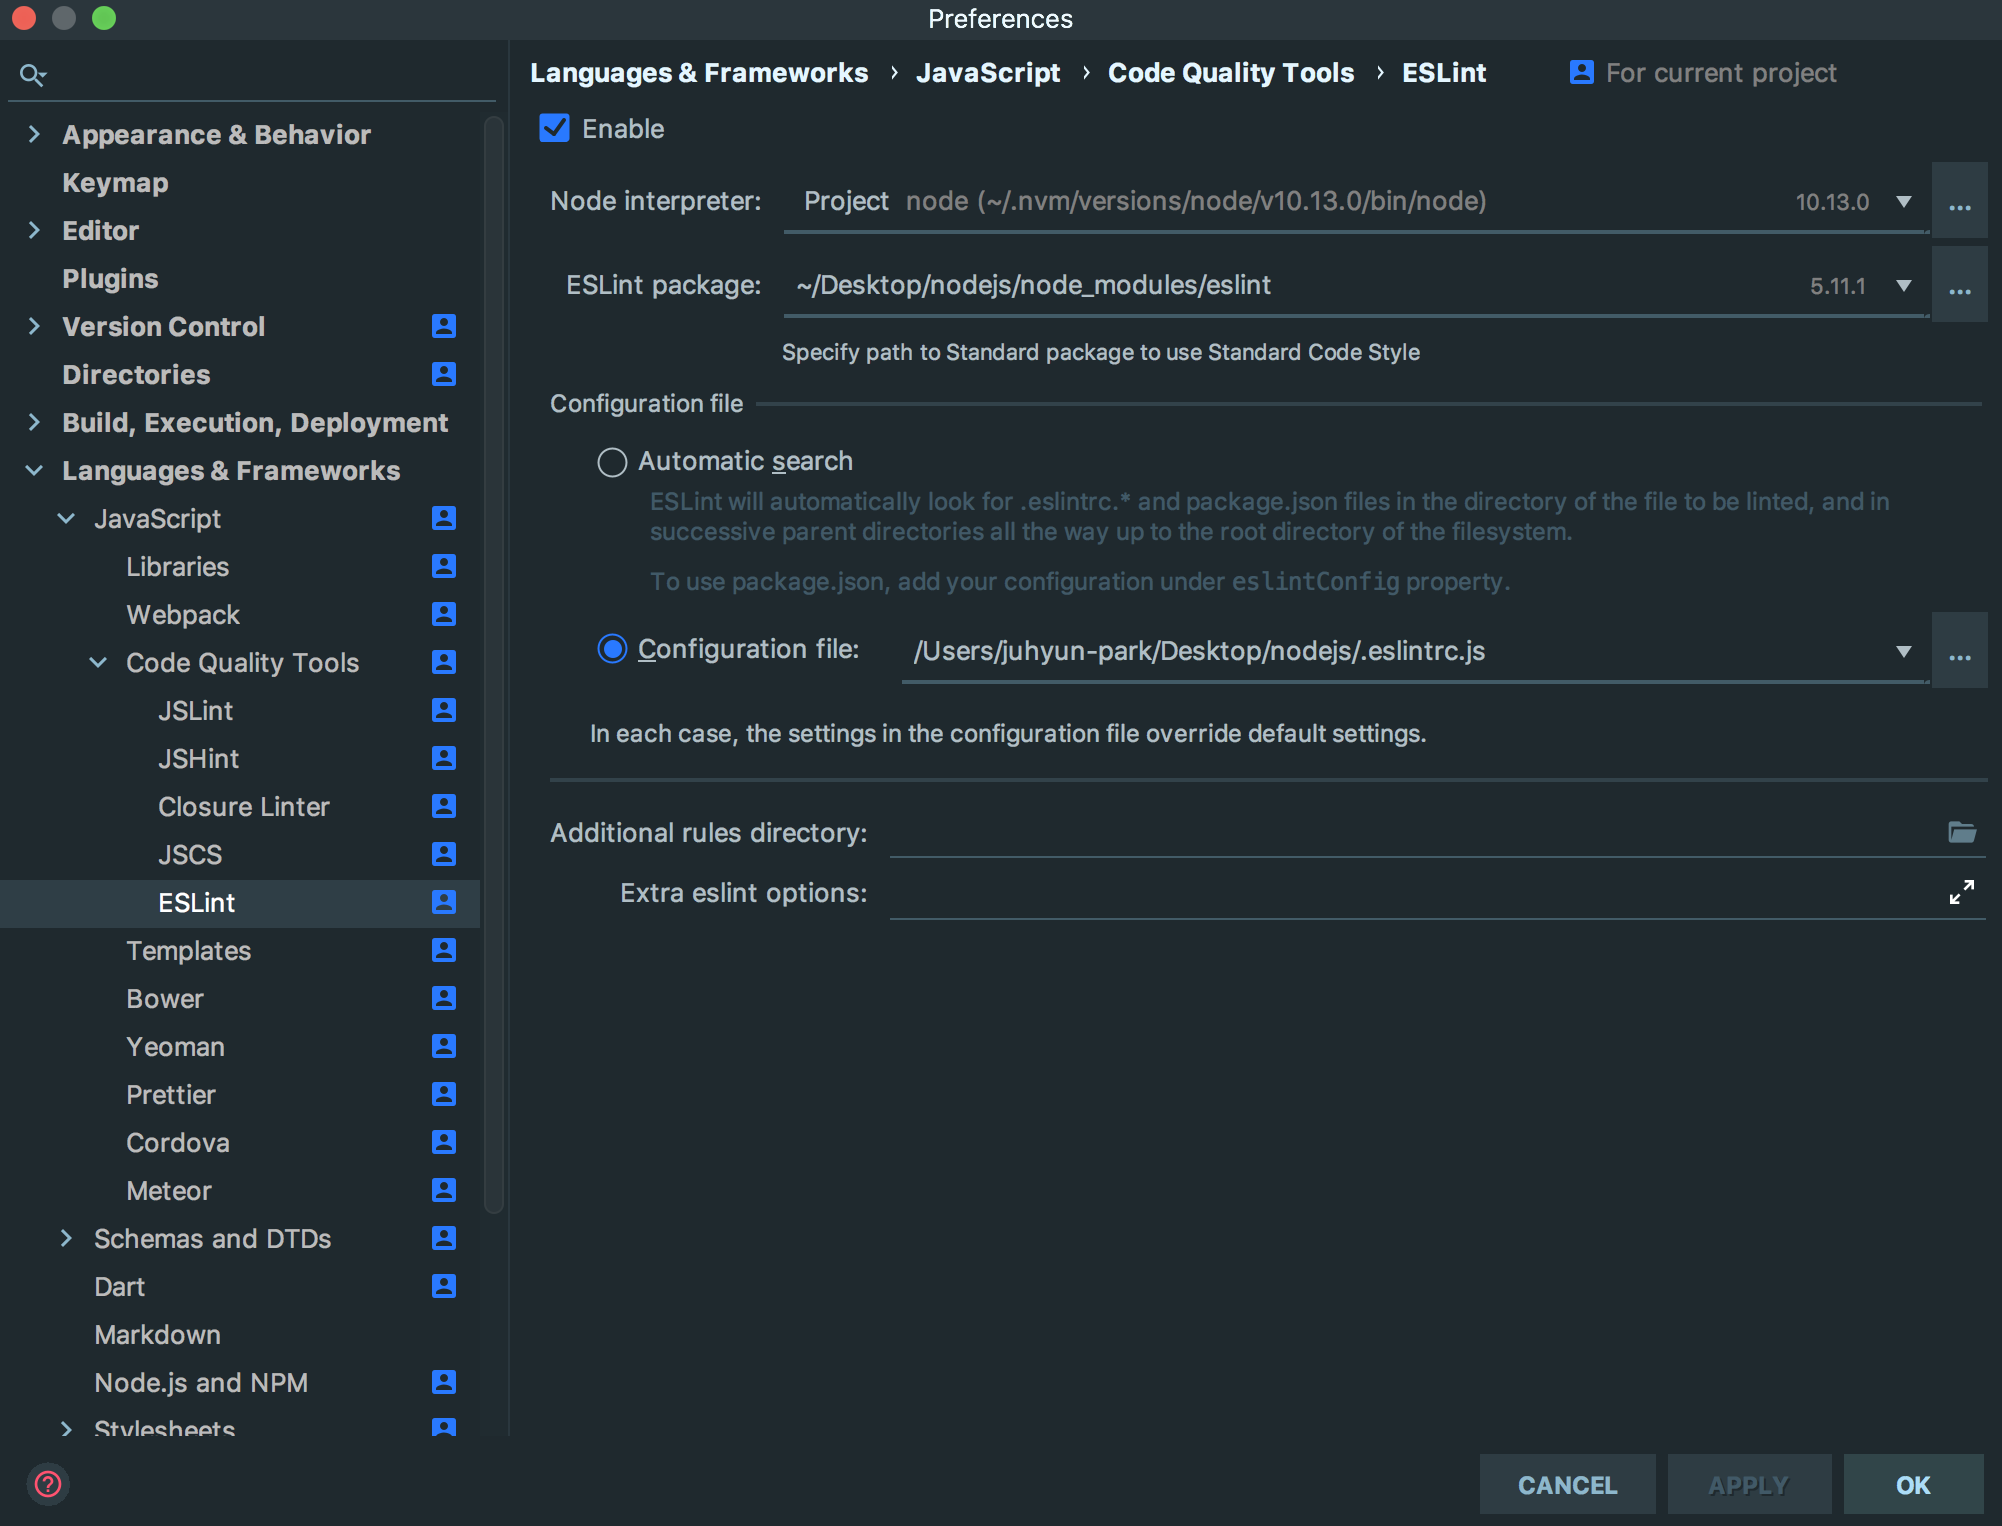 Preferences
Languages & Frameworks › JavaScript › Code Quality Tools › ESLint For current project
Appearance & Behavior
Keymap
Editor
Plugins
Version Control
Directories
Build, Execution, Deployment
Languages & Frameworks
JavaScript
Libraries
Webpack
Code Quality Tools
JSLint
JSHint
Closure Linter
JSCS
ESLint
Templates
Bower
Yeoman
Prettier
Cordova
Meteor
Schemas and DTDs
Dart
Markdown
Node.js and NPM
Stylesheets
Enable
Node interpreter: Project node (~/.nvm/versions/node/v10.13.0/bin/node) 10.13.0 ...
ESLint package: ~/Desktop/nodejs/node_modules/eslint 5.11.1 ...
Specify path to Standard package to use Standard Code Style
Configuration file
Automatic search
ESLint will automatically look for .eslintrc.* and package.json files in the directory of the file to be linted, and in
successive parent directories all the way up to the root directory of the filesystem.
To use package.json, add your configuration under eslintConfig property.
Configuration file: /Users/juhyun-park/Desktop/nodejs/.eslintrc.js ...
In each case, the settings in the configuration file override default settings.
Additional rules directory:
Extra eslint options:
?
CANCEL APPLY OK